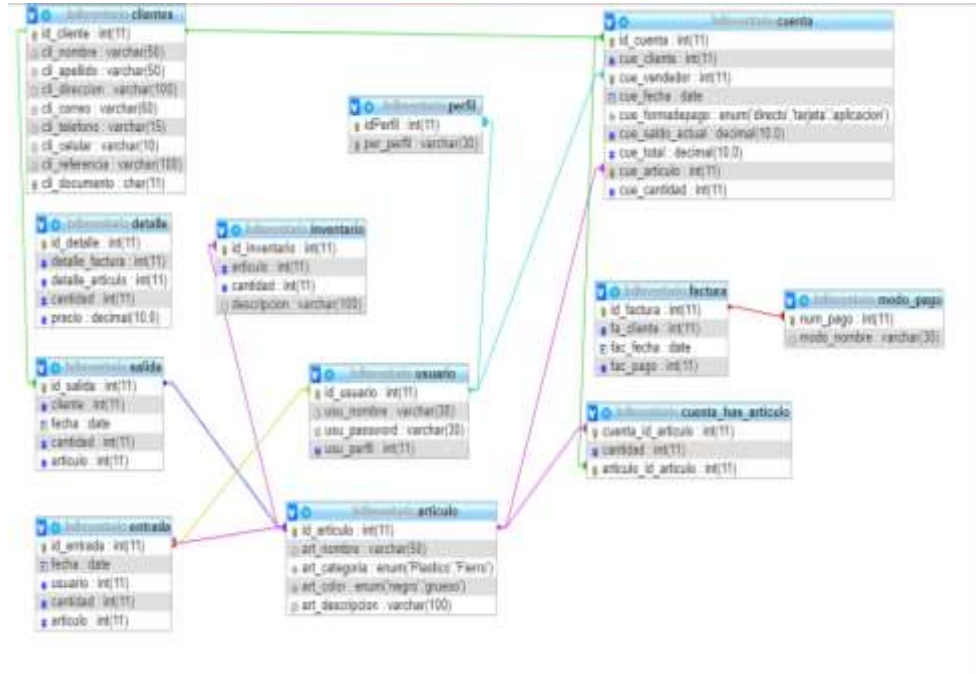 clientes
id_cliente int(11)
cli_nombre varchar(50)
cli_apellido varchar(50)
cli_direccion varchar(100)
cli_correo varchar(60)
cli_telefono varchar(15)
cli_celular varchar(10)
cli_referencia varchar(100)
cli_documento char(11)
cuenta
id_cuenta int(11)
cue_cliente int(11)
cue_vendedor int(11)
cue_fecha date
cue_formadepago enum('directo' 'tarjeta' 'aplicacion')
cue_saldo_actual decimal(10.0)
cue_total decimal(10.0)
cue_articulo int(11)
cue_cantidad int(11)
perfil
idPerfil int(11)
per_perfil varchar(30)
detalle
id_detalle int(11)
detalle_factura int(11)
detalle_articulo int(11)
cantidad int(11)
precio decimal(10.0)
inventario
id_inventario int(11)
articulo int(11)
cantidad int(11)
descripcion varchar(100)
factura
id_factura int(11)
fa_cliente int(11)
fac_fecha date
fac_pago int(11)
modo_pago
num_pago int(11)
modo_nombre varchar(30)
salida
id_salida int(11)
cliente int(11)
fecha date
cantidad int(11)
articulo int(11)
usuario
id_usuario int(11)
usu_nombre varchar(30)
usu_password varchar(30)
usu_perfil int(11)
cuenta_has_articulo
cuenta_id_articulo int(11)
cantidad int(11)
articulo_id_articulo int(11)
entrada
id_entrada int(11)
fecha date
usuario int(11)
cantidad int(11)
articulo int(11)
articulo
id_articulo int(11)
art_nombre varchar(50)
art_categoria enum('Plastico' 'Fierro')
art_color enum('negro' 'grueso')
art_descripcion varchar(100)